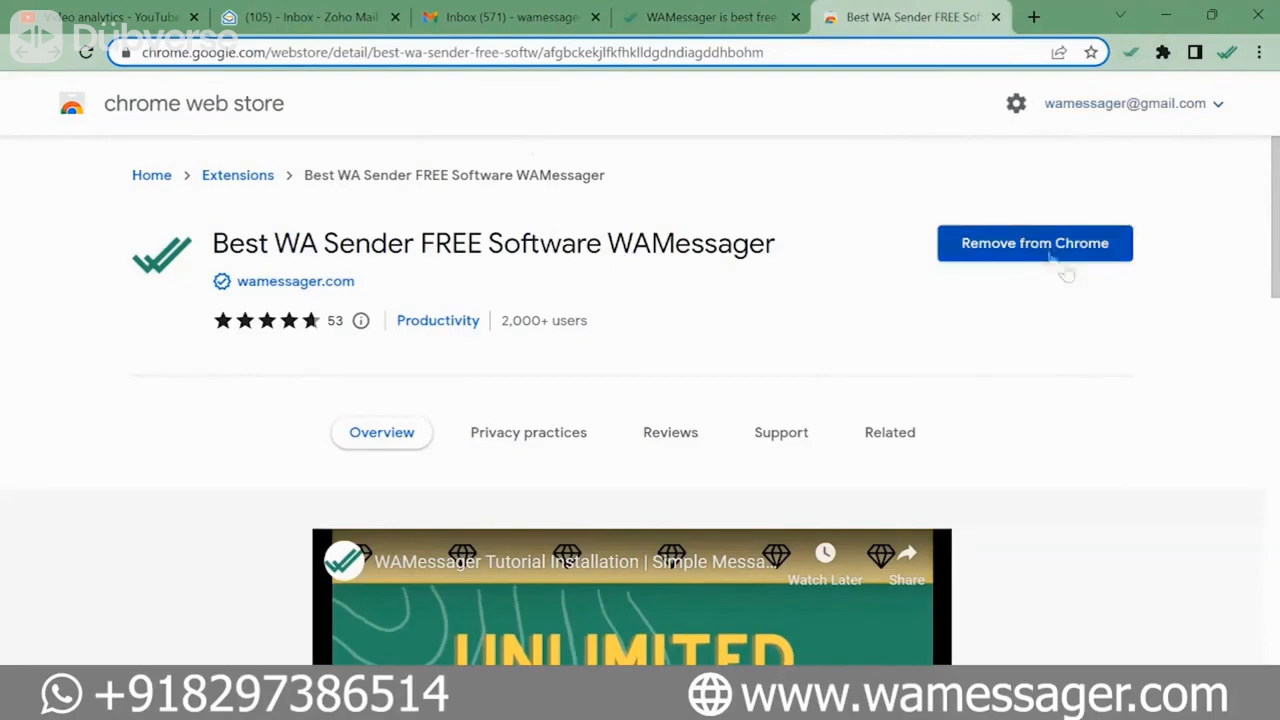 Video analytics - YouTube
(105) - Inbox - Zoho Mail
Inbox (571) - wamessage
WAMessager is best free
Best WA Sender FREE Sof
Dubverse
chrome.google.com/webstore/detail/best-wa-sender-free-softw/afgbckekjlfkfhklldgdndiagddhbohm
chrome web store
wamessager@gmail.com
Home > Extensions > Best WA Sender FREE Software WAMessager
Best WA Sender FREE Software WAMessager
Remove from Chrome
wamessager.com
53
Productivity
2,000+ users
Overview
Privacy practices
Reviews
Support
Related
WAMessager Tutorial Installation | Simple Messa...
Watch Later
Share
UNLIMITED
+918297386514
www.wamessager.com